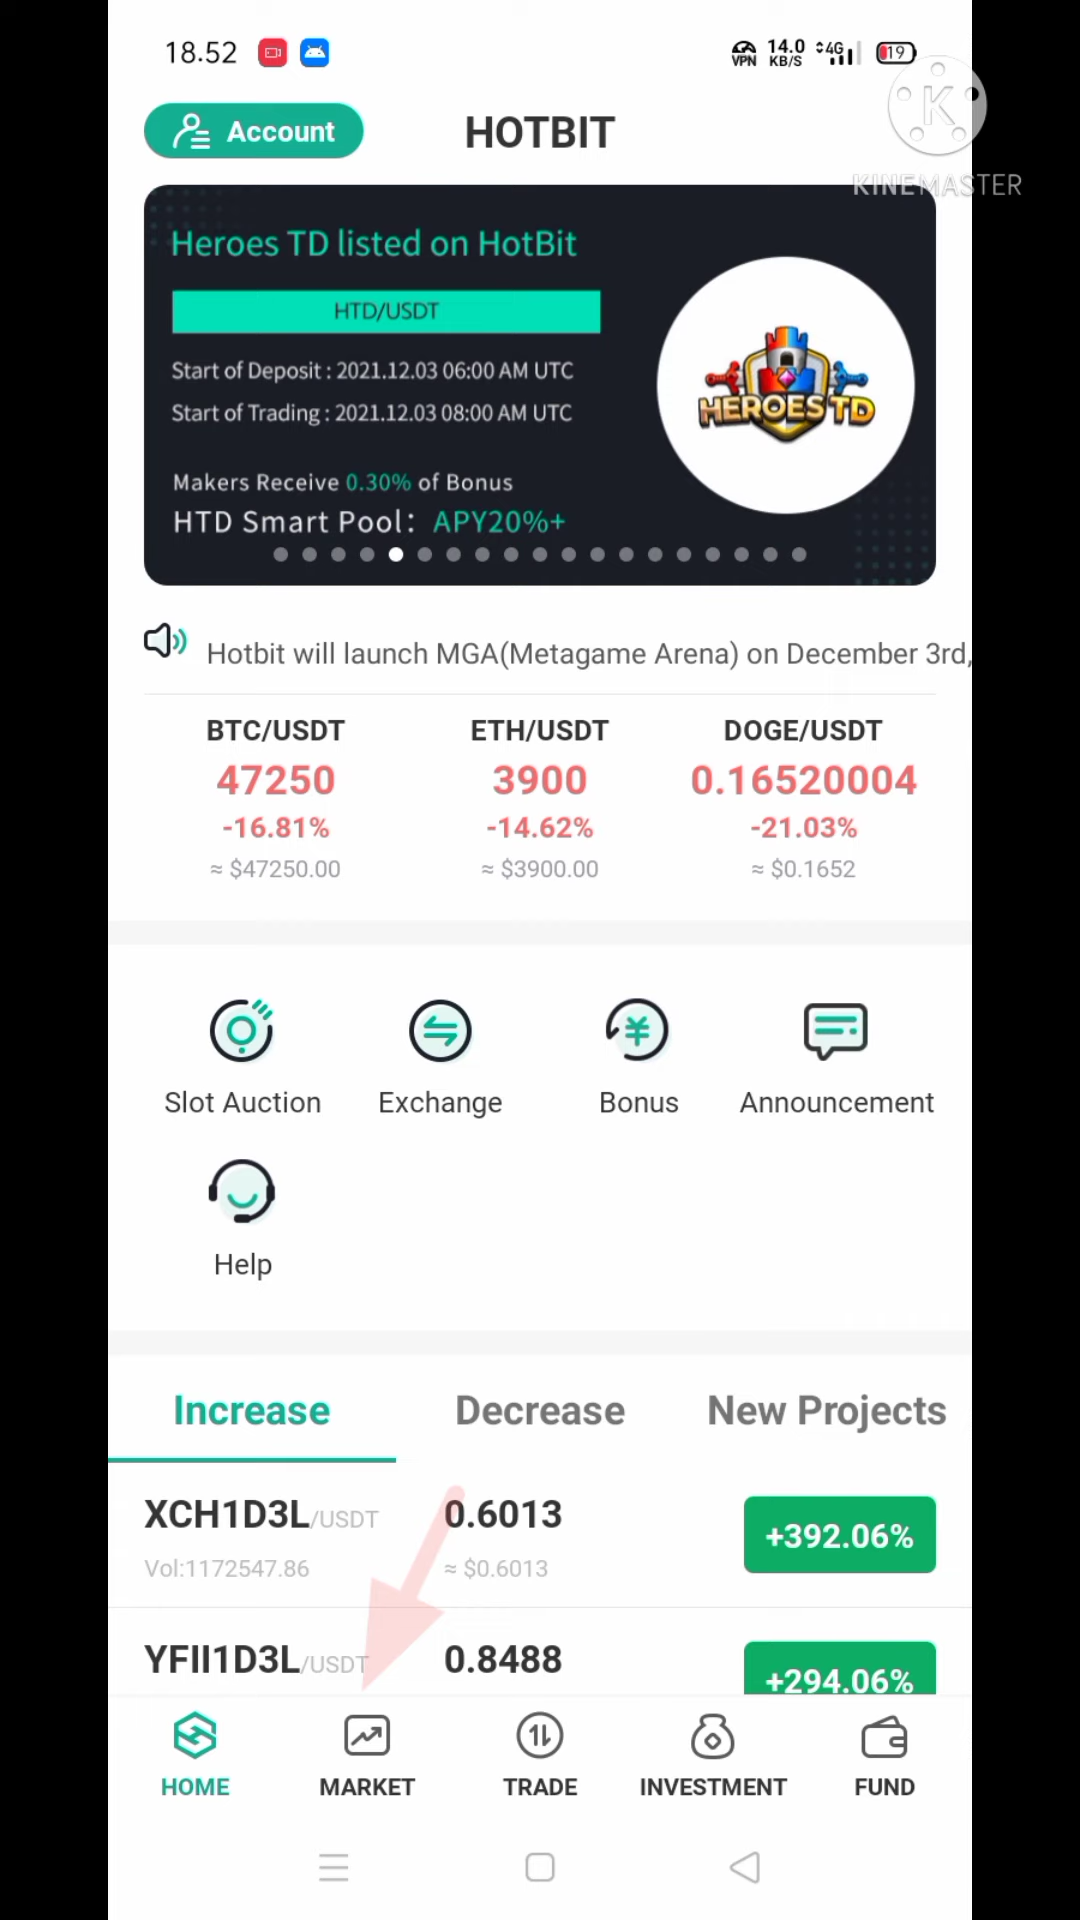 18.52
VPN 14.0 KB/S 4G 19
K
KINEMASTER
Account
HOTBIT
Heroes TD listed on HotBit
HTD/USDT
Start of Deposit : 2021.12.03 06:00 AM UTC
Start of Trading : 2021.12.03 08:00 AM UTC
Makers Receive 0.30% of Bonus
HTD Smart Pool: APY20%+
HEROES TD
Hotbit will launch MGA(Metagame Arena) on December 3rd,
BTC/USDT ETH/USDT DOGE/USDT
47250 3900 0.16520004
-16.81% -14.62% -21.03%
≈ $47250.00 ≈ $3900.00 ≈ $0.1652
Slot Auction Exchange Bonus Announcement
Help
Increase Decrease New Projects
XCH1D3L/USDT 0.6013 +392.06%
Vol:1172547.86 ≈ $0.6013
YFII1D3L/USDT 0.8488 +294.06%
HOME MARKET TRADE INVESTMENT FUND